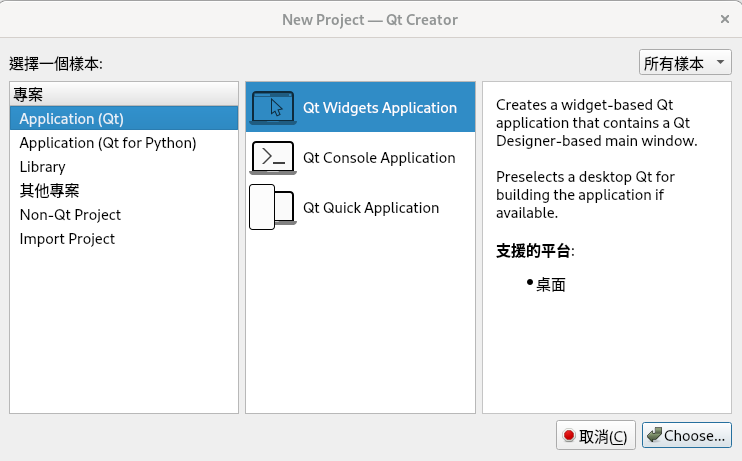 New Project — Qt Creator
×
選擇一個樣本:
所有樣本
專案
Application (Qt)
Application (Qt for Python)
Library
其他專案
Non-Qt Project
Import Project
Qt Widgets Application
Qt Console Application
Qt Quick Application
Creates a widget-based Qt
application that contains a Qt
Designer-based main window.
Preselects a desktop Qt for
building the application if
available.
支援的平台:
• 桌面
取消(C)
Choose...